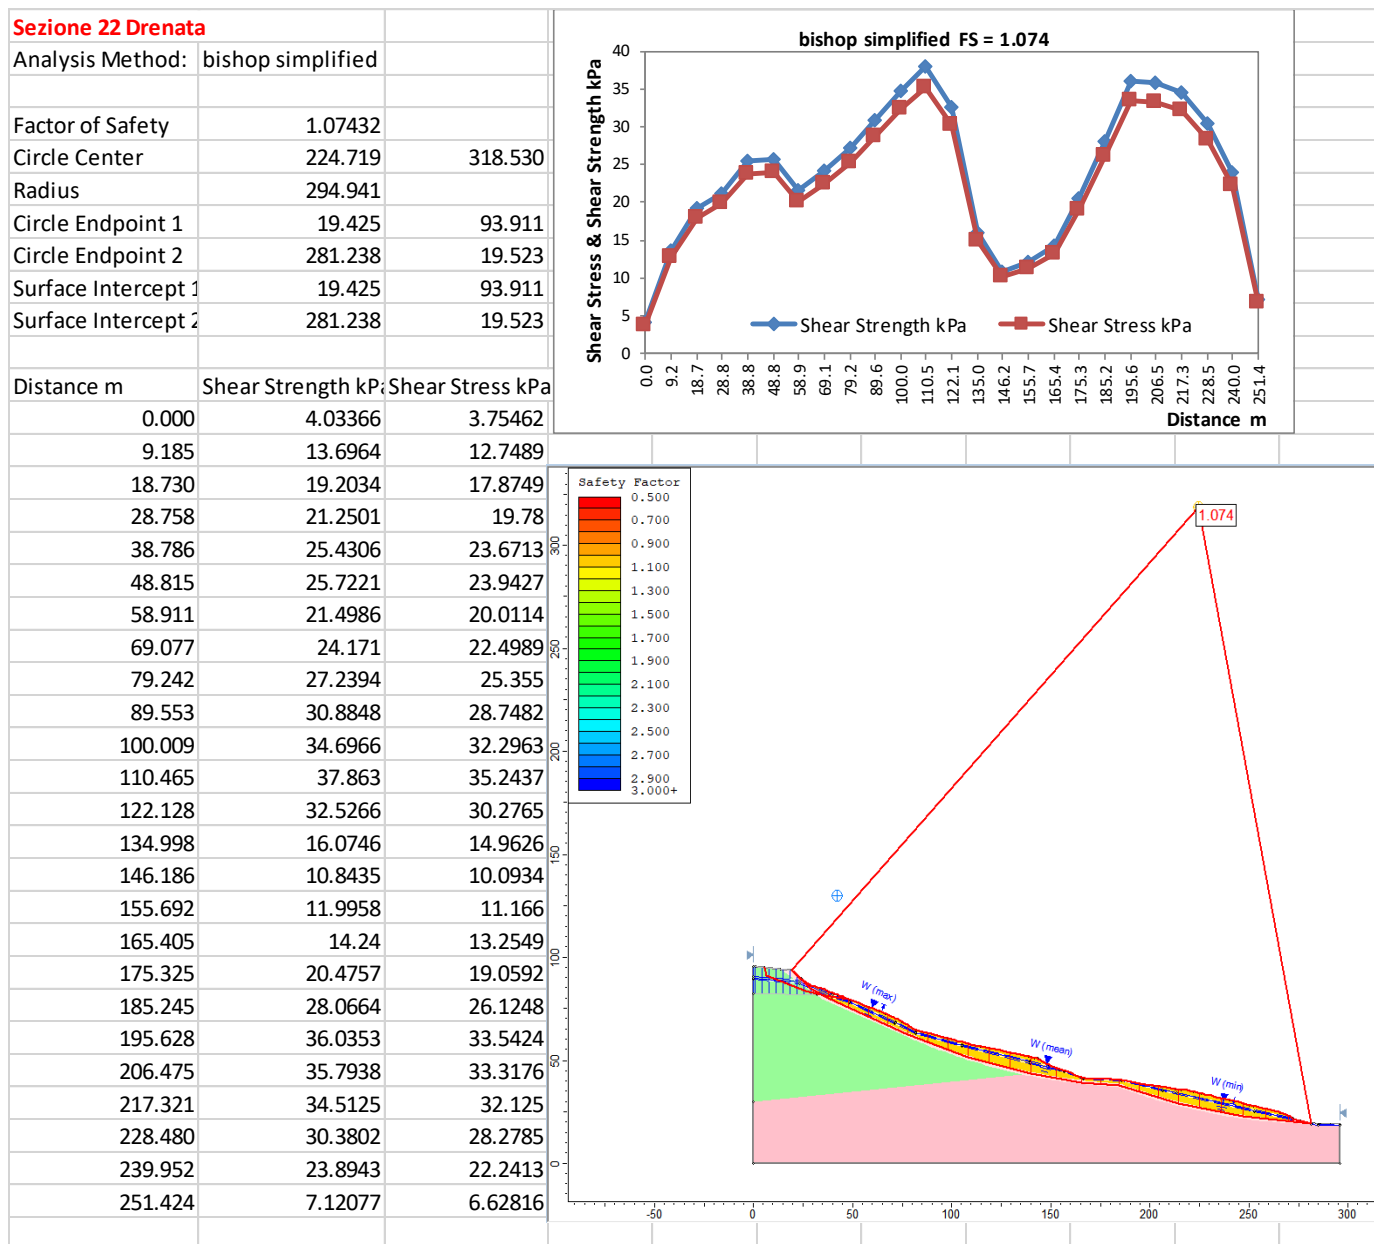 Sezione 22 Drenata
Analysis Method: bishop simplified
Factor of Safety 1.07432
Circle Center 224.719 318.530
Radius 294.941
Circle Endpoint 1 19.425 93.911
Circle Endpoint 2 281.238 19.523
Surface Intercept 1 19.425 93.911
Surface Intercept 2 281.238 19.523
Distance m Shear Strength kPa Shear Stress kPa
0.000 4.03366 3.75462
9.185 13.6964 12.7489
18.730 19.2034 17.8749
28.758 21.2501 19.78
38.786 25.4306 23.6713
48.815 25.7221 23.9427
58.911 21.4986 20.0114
69.077 24.171 22.4989
79.242 27.2394 25.355
89.553 30.8848 28.7482
100.009 34.6966 32.2963
110.465 37.863 35.2437
122.128 32.5266 30.2765
134.998 16.0746 14.9626
146.186 10.8435 10.0934
155.692 11.9958 11.166
165.405 14.24 13.2549
175.325 20.4757 19.0592
185.245 28.0664 26.1248
195.628 36.0353 33.5424
206.475 35.7938 33.3176
217.321 34.5125 32.125
228.480 30.3802 28.2785
239.952 23.8943 22.2413
251.424 7.12077 6.62816
bishop simplified FS = 1.074
Shear Stress & Shear Strength kPa
40
35
30
25
20
15
10
5
0
Shear Strength kPa Shear Stress kPa
0.0 9.2 18.7 28.8 38.8 48.8 58.9 69.1 79.2 89.6 100.0 110.5 122.1 135.0 146.2 155.7 165.4 175.3 185.2 195.6 206.5 217.3 228.5 240.0 251.4
Distance m
Safety Factor
0.500
0.700
0.900
1.100
1.300
1.500
1.700
1.900
2.100
2.300
2.500
2.700
2.900
3.000+
1.074
300
250
200
150
100
50
0
W (max)
W (mean)
W (min)
-50 0 50 100 150 200 250 300